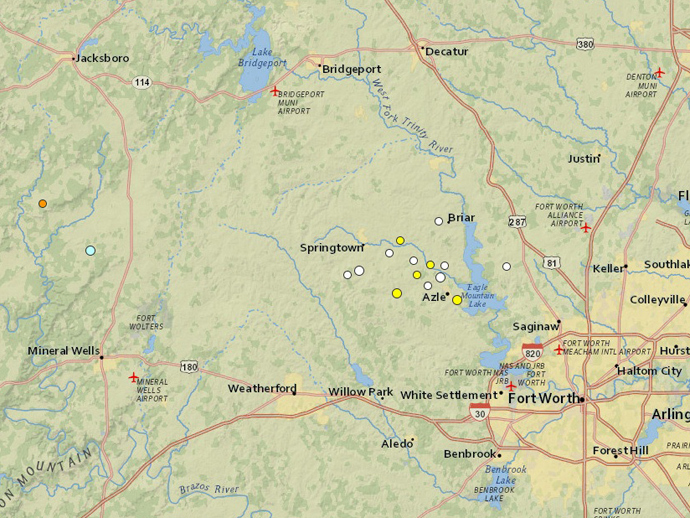 380
Jacksboro
Lake
Bridgeport
Decatur
Bridgeport
DENTON
MUNI
AIRPORT
114
BRIDGEPORT
MUNI
AIRPORT
West Fork Trinity River
Justin
FORT WORTH
ALLIANCE
AIRPORT
Briar
287
Springtown
81
Keller
Southlak
Eagle
Mountain
Lake
Azle
Colleyville
FORT
WOLTERS
Saginaw
Mineral Wells
820
FORT WORTH
MEACHAM INTL AIRPORT
Hurst
180
NAS AND JRB
FORT
WORTH
FORT WORTH NAS
JRB
Haltom City
MINERAL
WELLS
AIRPORT
Weatherford
Willow Park
White Settlement
Fort Worth
30
Arling
Aledo
Benbrook
Forest Hill
Benbrook
Lake
BENBROOK
LAKE
Brazos River
ON MOUNTAIN